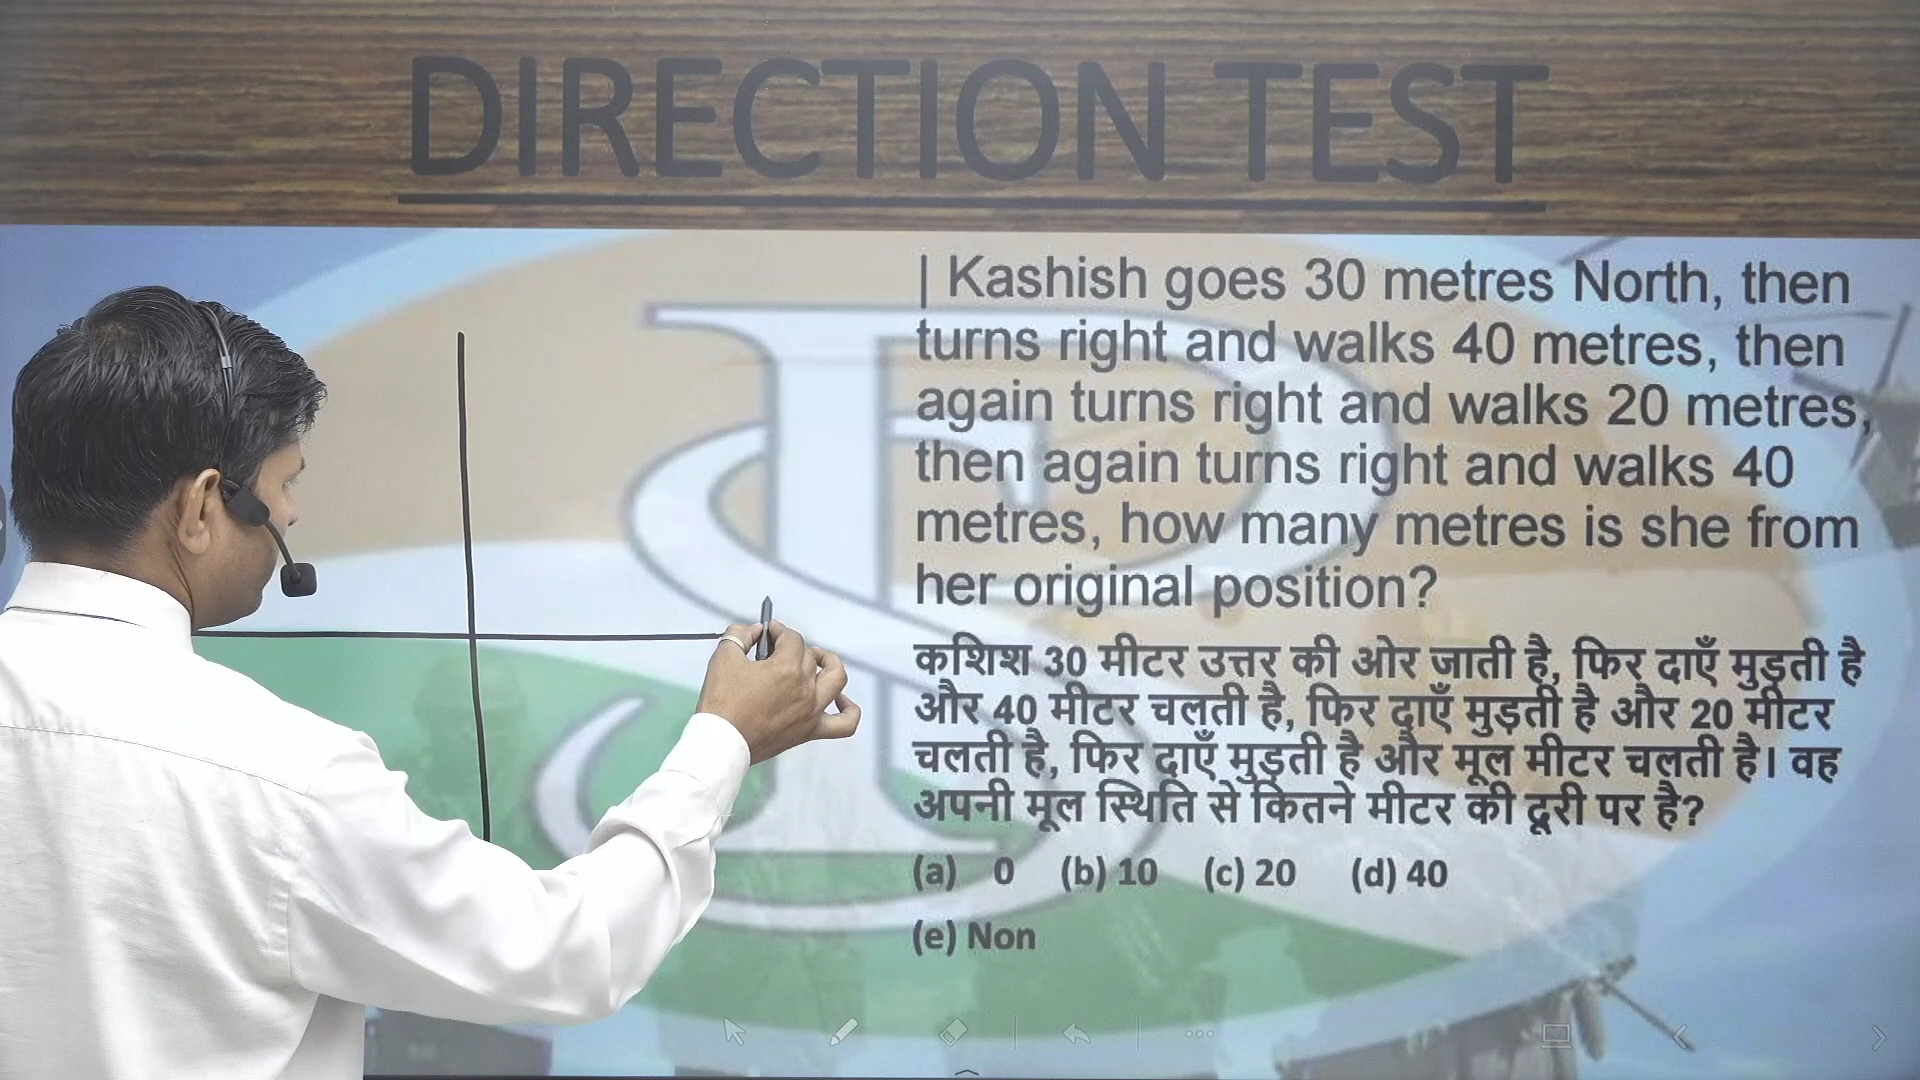 DIRECTION TEST
| Kashish goes 30 metres North, then
turns right and walks 40 metres, then
again turns right and walks 20 metres,
then again turns right and walks 40
metres, how many metres is she from
her original position?
कशिश 30 मीटर उत्तर की ओर जाती है, फिर दाएँ मुड़ती है
और 40 मीटर चलती है, फिर दाएँ मुड़ती है और 20 मीटर
चलती है, फिर दाएँ मुड़ती है और मूल मीटर चलती है। वह
अपनी मूल स्थिति से कितने मीटर की दूरी पर है?
(a) 0 (b) 10 (c) 20 (d) 40
(e) Non